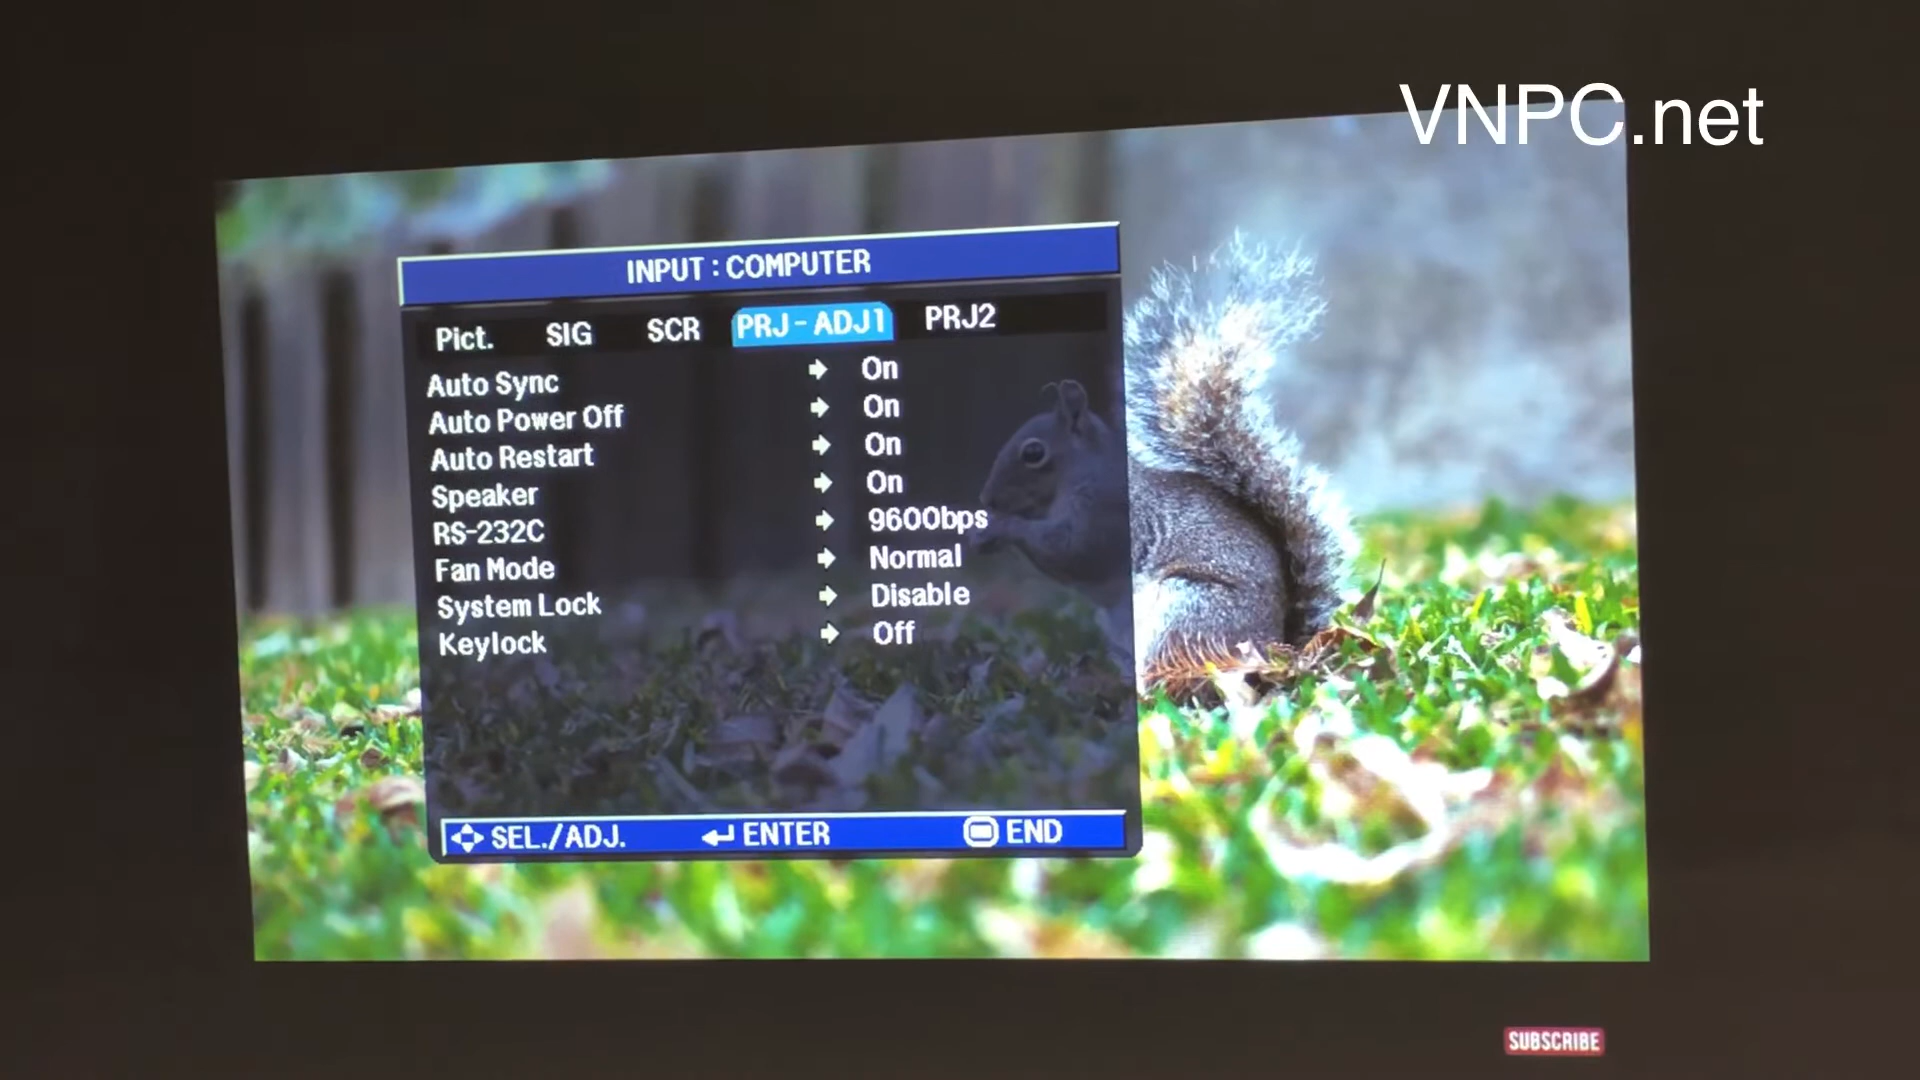 VNPC.net
INPUT : COMPUTER
Pict. SIG SCR PRJ - ADJ1 PRJ2
Auto Sync On
Auto Power Off On
Auto Restart On
Speaker On
RS-232C 9600bps
Fan Mode Normal
System Lock Disable
Keylock Off
SEL./ADJ. ENTER END
SUBSCRIBE